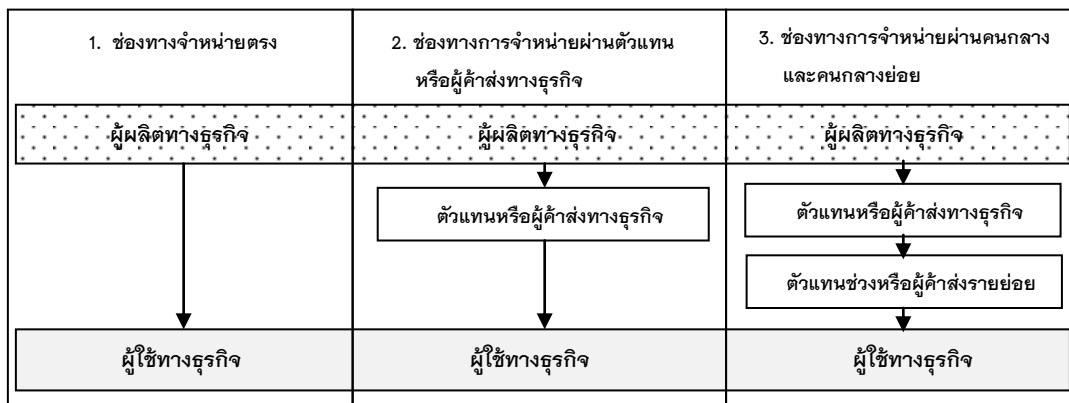 1. ช่องทางจำหน่ายตรง
2. ช่องทางการจำหน่ายผ่านตัวแทน
หรือผู้ค้าส่งทางธุรกิจ
3. ช่องทางการจำหน่ายผ่านคนกลาง
และคนกลางย่อย
ผู้ผลิตทางธุรกิจ
ผู้ผลิตทางธุรกิจ
ผู้ผลิตทางธุรกิจ
ตัวแทนหรือผู้ค้าส่งทางธุรกิจ
ตัวแทนหรือผู้ค้าส่งทางธุรกิจ
ตัวแทนช่วงหรือผู้ค้าส่งรายย่อย
ผู้ใช้ทางธุรกิจ
ผู้ใช้ทางธุรกิจ
ผู้ใช้ทางธุรกิจ